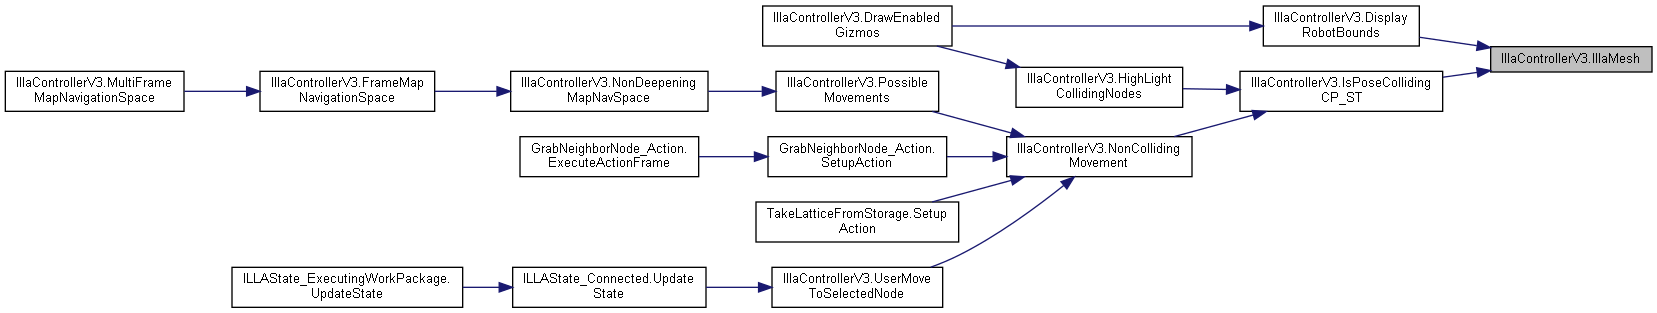 IllaControllerV3.DrawEnabled
Gizmos
IllaControllerV3.Display
RobotBounds
IllaControllerV3.IllaMesh
IllaControllerV3.MultiFrame
MapNavigationSpace
IllaControllerV3.FrameMap
NavigationSpace
IllaControllerV3.NonDeepening
MapNavSpace
IllaControllerV3.Possible
Movements
IllaControllerV3.HighLight
CollidingNodes
IllaControllerV3.IsPoseColliding
CP_ST
GrabNeighborNode_Action.
ExecuteActionFrame
GrabNeighborNode_Action.
SetupAction
IllaControllerV3.NonColliding
Movement
TakeLatticeFromStorage.Setup
Action
ILLAState_ExecutingWorkPackage.
UpdateState
ILLAState_Connected.Update
State
IllaControllerV3.UserMove
ToSelectedNode